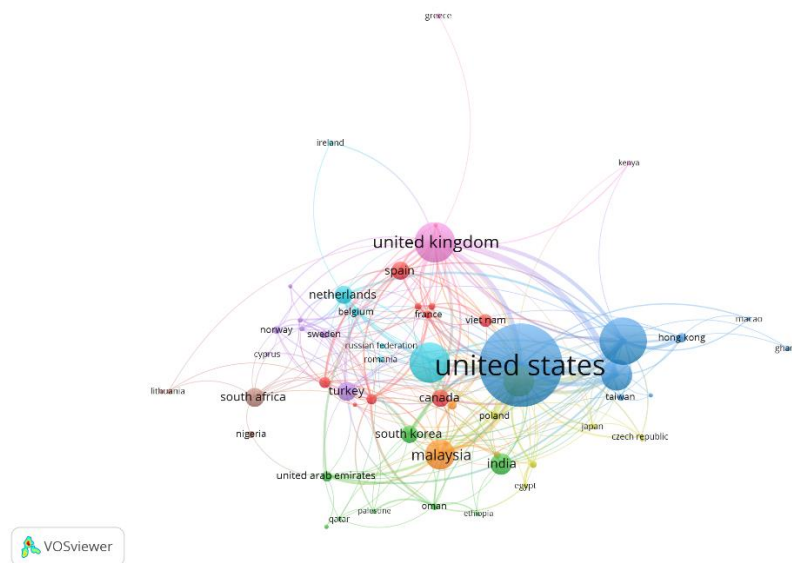 greece
ireland
kenya
united kingdom
spain
netherlands
belgium
france
viet nam
macao
norway
sweden
hong kong
russian federation
ghan
cyprus
romania
united states
lithuania
turkey
south africa
canada
taiwan
poland
japan
nigeria
south korea
czech republic
malaysia
india
united arab emirates
egypt
oman
palestine
ethiopia
qatar
VOSviewer